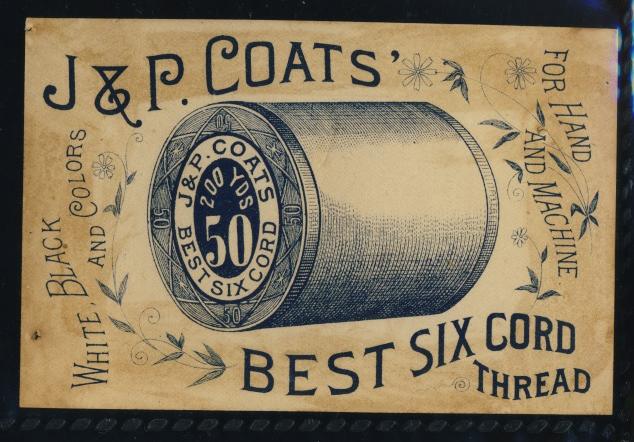 J & P. COATS'
WHITE, BLACK
AND COLORS
FOR HAND
AND MACHINE
50
J & P. COATS
200 YDS
50
BEST SIX CORD
50
50
50
BEST SIX CORD
THREAD